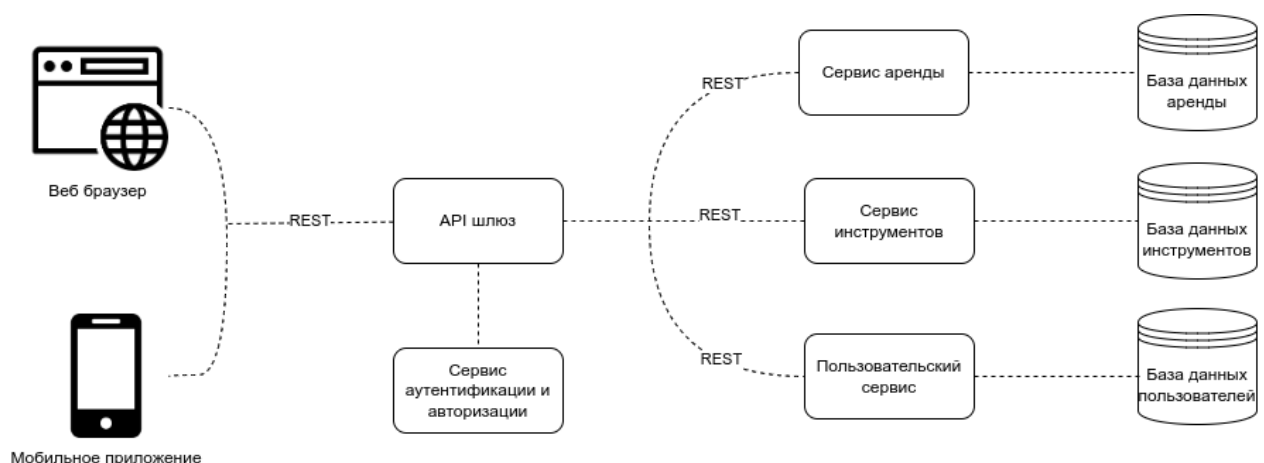 Веб браузер
Мобильное приложение
REST
API шлюз
Сервис
аутентификации и
авторизации
REST
Сервис аренды
База данных
аренды
REST
Сервис
инструментов
База данных
инструментов
REST
Пользовательский
сервис
База данных
пользователей